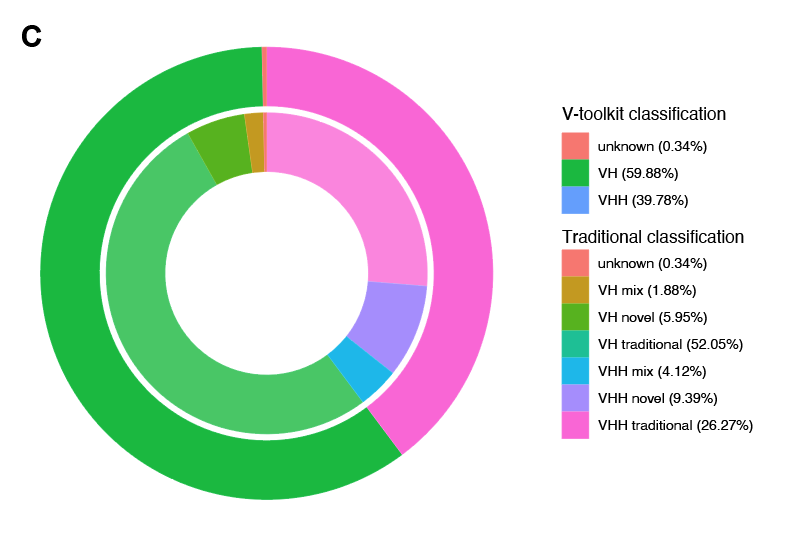 C
V-toolkit classification
unknown (0.34%)
VH (59.88%)
VHH (39.78%)
Traditional classification
unknown (0.34%)
VH mix (1.88%)
VH novel (5.95%)
VH traditional (52.05%)
VHH mix (4.12%)
VHH novel (9.39%)
VHH traditional (26.27%)